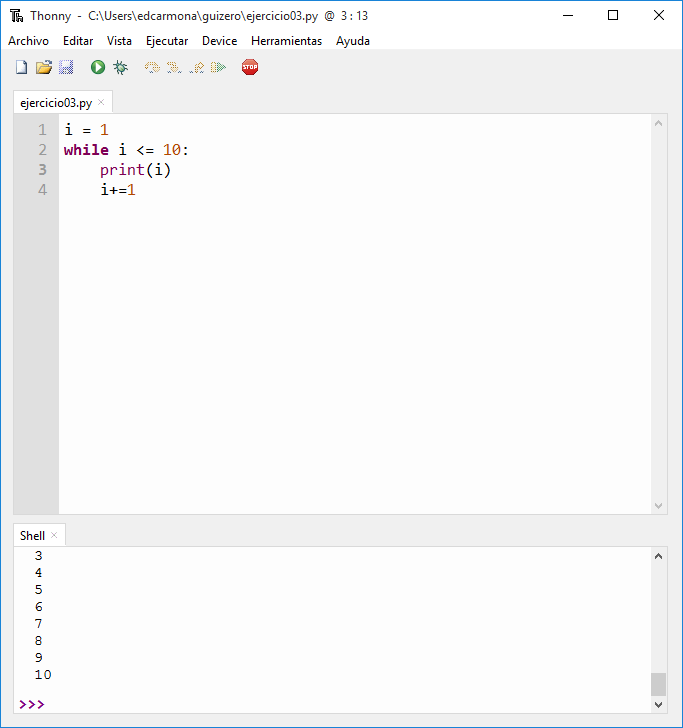 Thonny - C:\Users\edcarmona\guizero\ejercicio03.py @ 3:13
Archivo Editar Vista Ejecutar Device Herramientas Ayuda
STOP
ejercicio03.py
1 i = 1
2 while i <= 10:
3     print(i)
4     i+=1
Shell
3
4
5
6
7
8
9
10
>>>